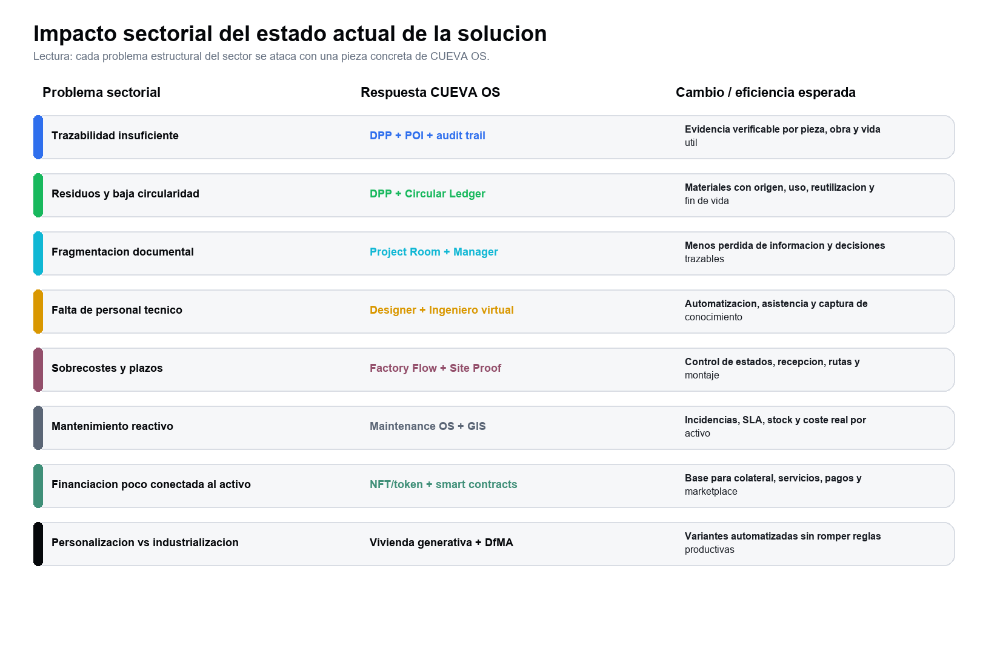 Impacto sectorial del estado actual de la solucion
Lectura: cada problema estructural del sector se ataca con una pieza concreta de CUEVA OS.
Problema sectorial
Respuesta CUEVA OS
Cambio / eficiencia esperada
Trazabilidad insuficiente
DPP + POI + audit trail
Evidencia verificable por pieza, obra y vida
util
Residuos y baja circularidad
DPP + Circular Ledger
Materiales con origen, uso, reutilizacion y
fin de vida
Fragmentacion documental
Project Room + Manager
Menos perdida de informacion y decisiones
trazables
Falta de personal tecnico
Designer + Ingeniero virtual
Automatizacion, asistencia y captura de
conocimiento
Sobrecostes y plazos
Factory Flow + Site Proof
Control de estados, recepcion, rutas y
montaje
Mantenimiento reactivo
Maintenance OS + GIS
Incidencias, SLA, stock y coste real por
activo
Financiacion poco conectada al activo
NFT/token + smart contracts
Base para colateral, servicios, pagos y
marketplace
Personalizacion vs industrializacion
Vivienda generativa + DfMA
Variantes automatizadas sin romper reglas
productivas